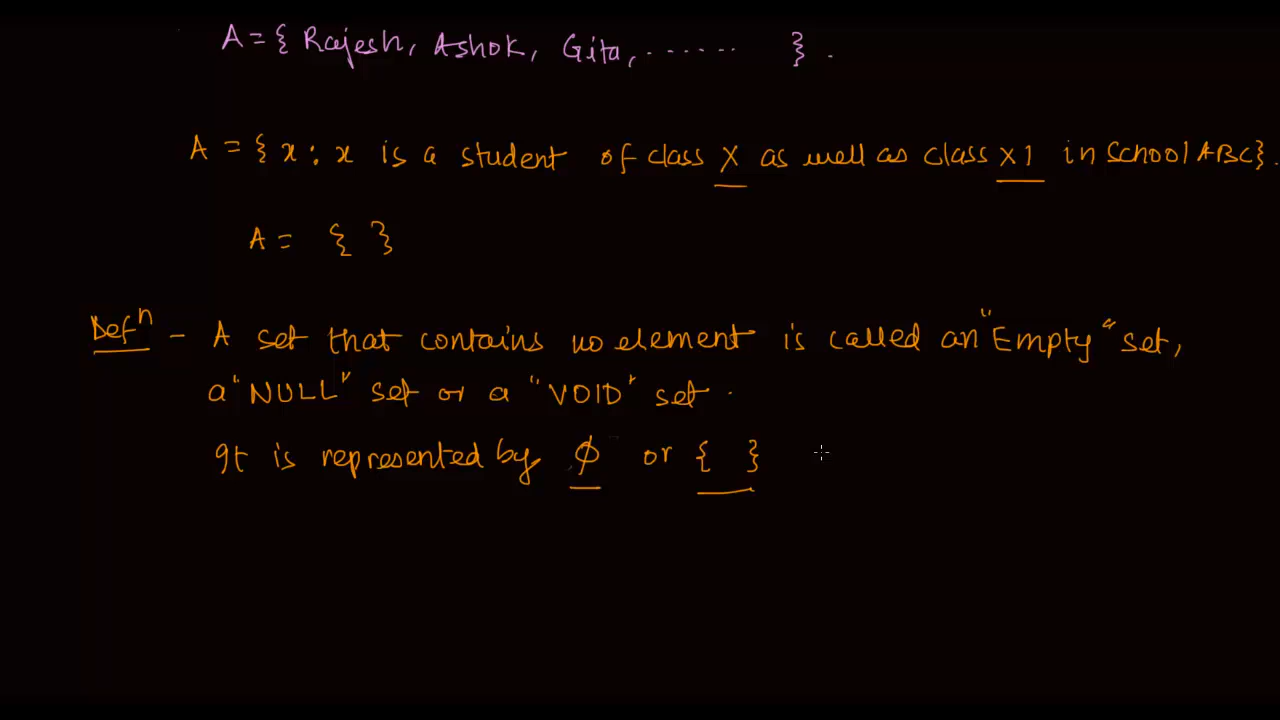 A = { Rajesh, Ashok, Gita, ...... } .
A = { x : x is a student of class X as well as class X1 in School ABC} .
A = { }
Defⁿ - A set that contains no element is called an "Empty" set,
a "NULL" set or a "VOID" set .
It is represented by ϕ or { }